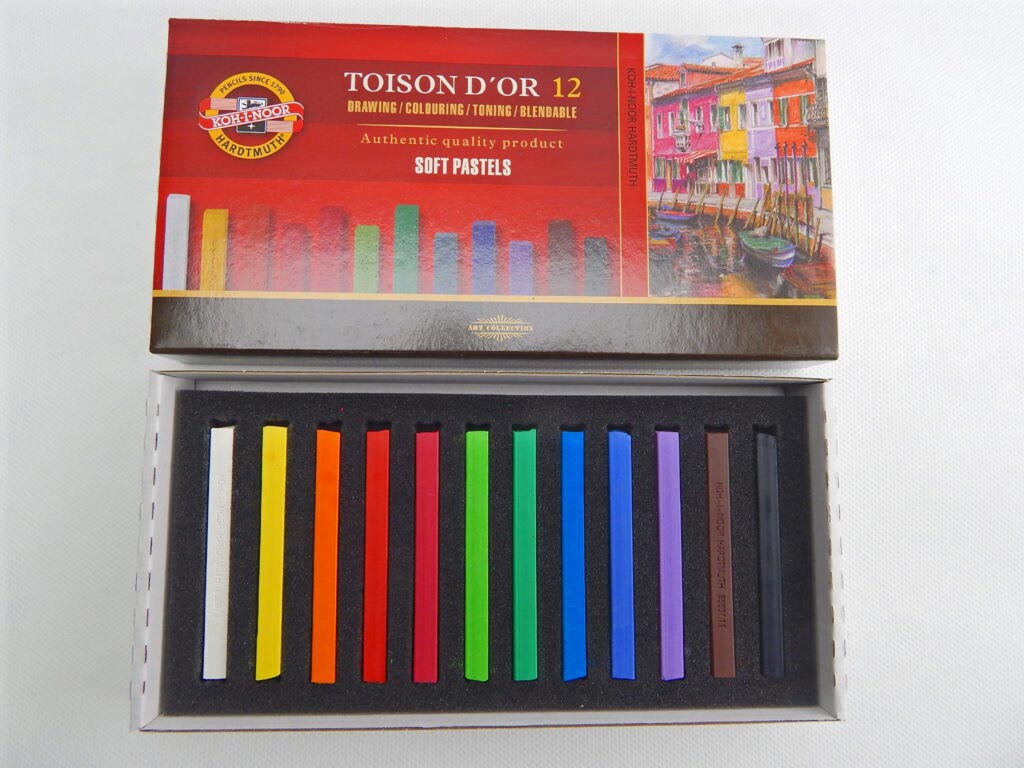 PENCILS SINCE 1790
KOH-I-NOOR
HARDTMUTH
TOISON D´OR 12
DRAWING / COLOURING / TONING / BLENDABLE
Authentic quality product
SOFT PASTELS
KOH-I-NOOR HARDTMUTH
ART COLLECTION
KOH-I-NOOR HARDTMUTH